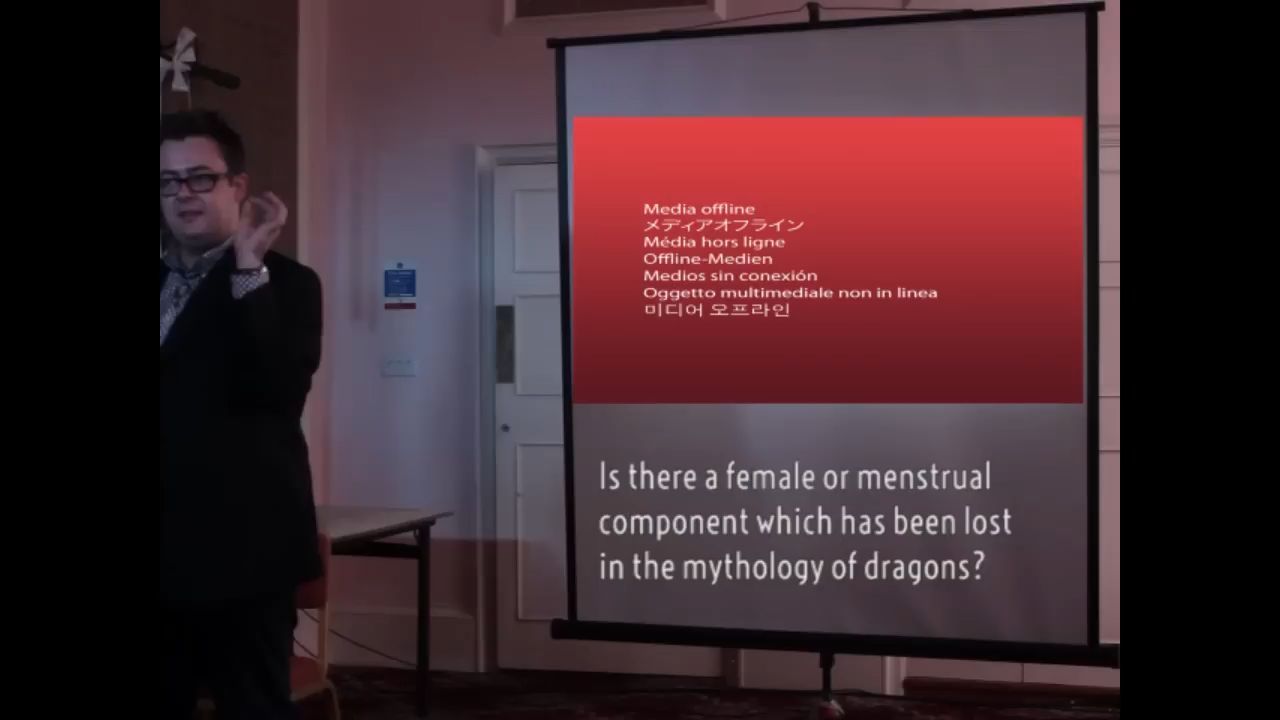 Media offline
メディアオフライン
Média hors ligne
Offline-Medien
Medios sin conexión
Oggetto multimediale non in linea
미디어 오프라인
Is there a female or menstrual
component which has been lost
in the mythology of dragons?